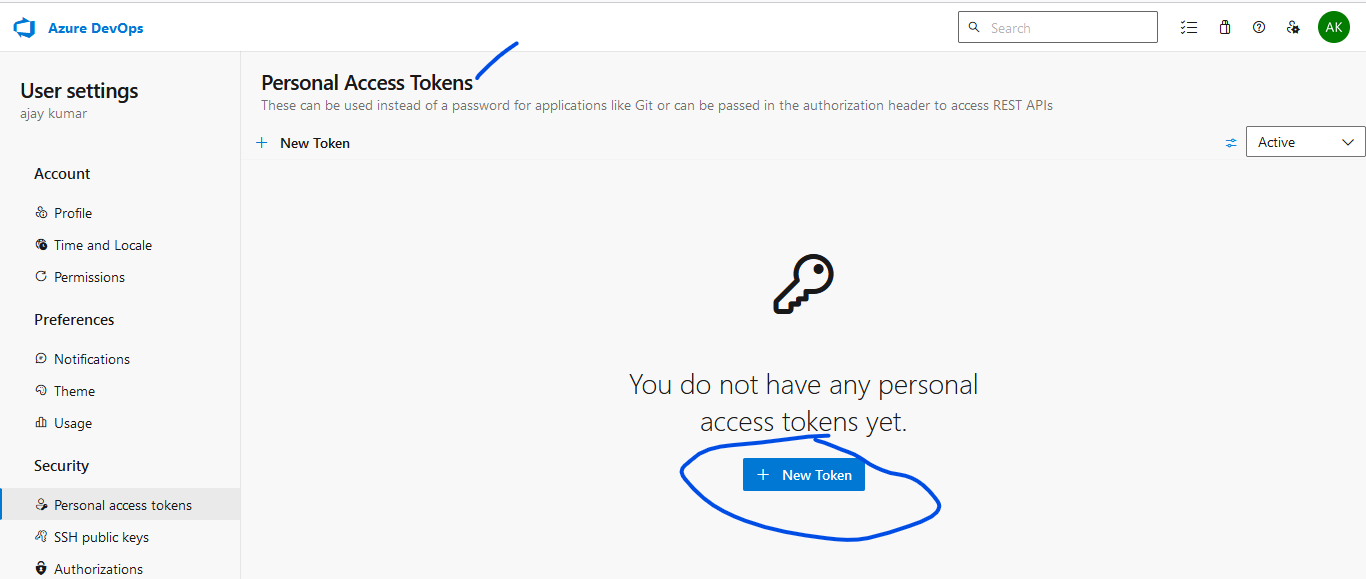 Azure DevOps
Search
AK
User settings
ajay kumar
Account
Profile
Time and Locale
Permissions
Preferences
Notifications
Theme
Usage
Security
Personal access tokens
SSH public keys
Authorizations
Personal Access Tokens
These can be used instead of a password for applications like Git or can be passed in the authorization header to access REST APIs
New Token
Active
You do not have any personal
access tokens yet.
New Token